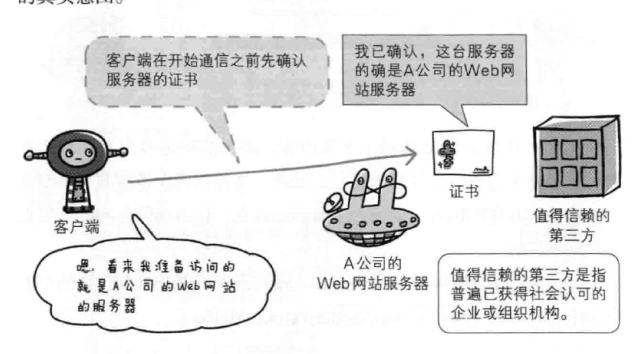 客户端在开始通信之前先确认
服务器的证书
我已确认，这台服务器
的确是A公司的Web网
站服务器
证书
客户端
值得信赖的
第三方
A公司的
Web网站服务器
嗯，看来我准备访问的
就是A公司的Web网站
的服务器
值得信赖的第三方是指
普遍已获得社会认可的
企业或组织机构。